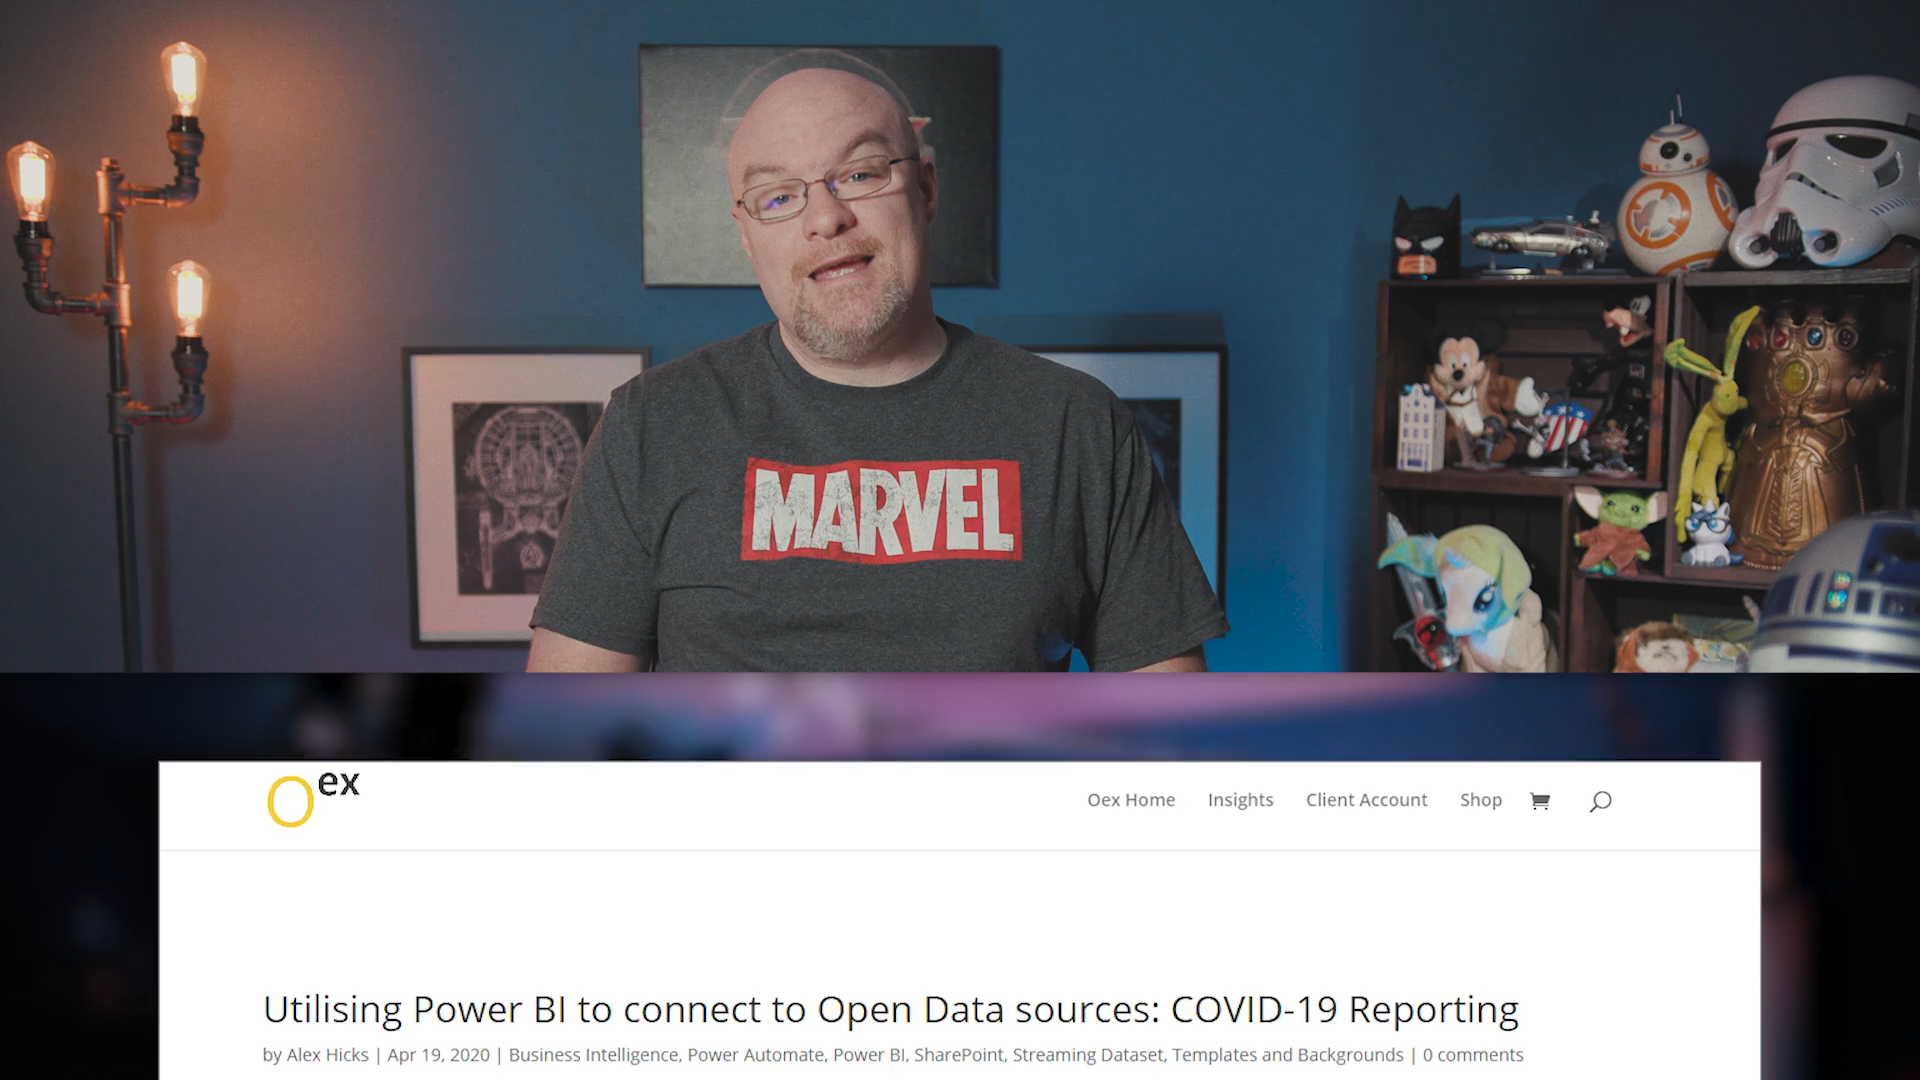 MARVEL
Oex
Oex Home Insights Client Account Shop
Utilising Power BI to connect to Open Data sources: COVID-19 Reporting
by Alex Hicks | Apr 19, 2020 | Business Intelligence, Power Automate, Power BI, SharePoint, Streaming Dataset, Templates and Backgrounds | 0 comments